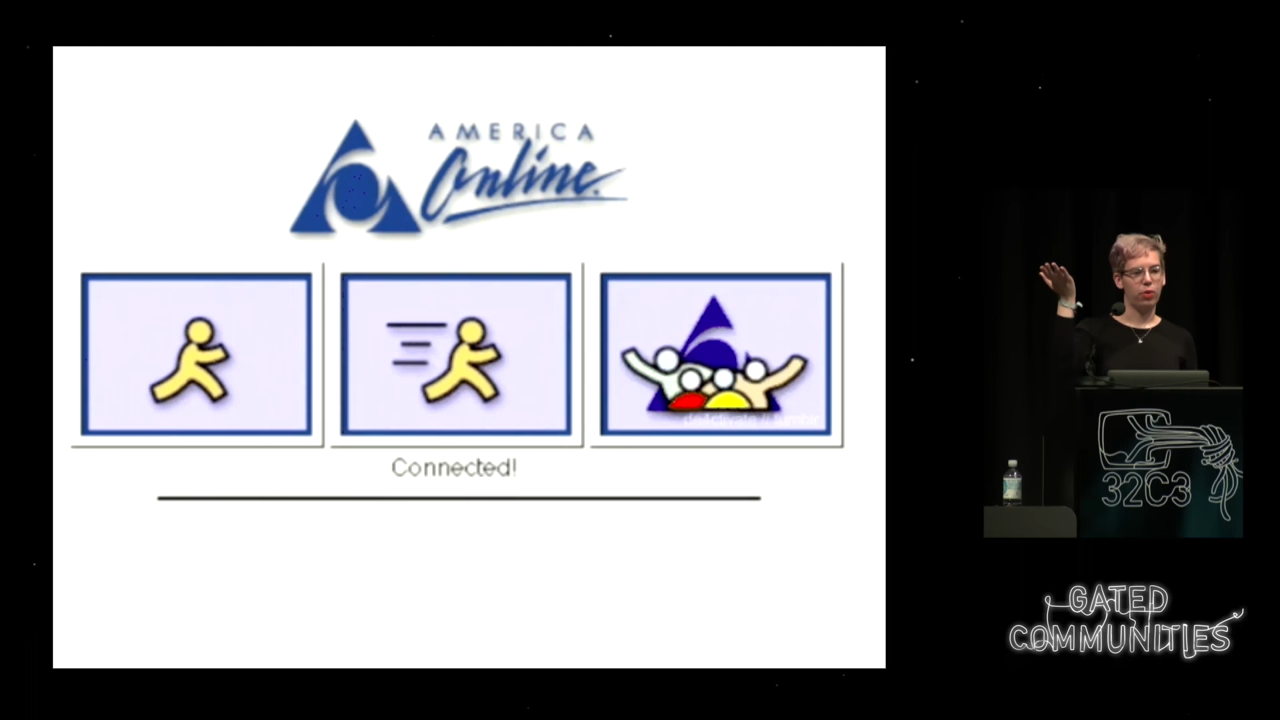 AMERICA
Online.
Connected!
32C3
GATED
COMMUNITIES